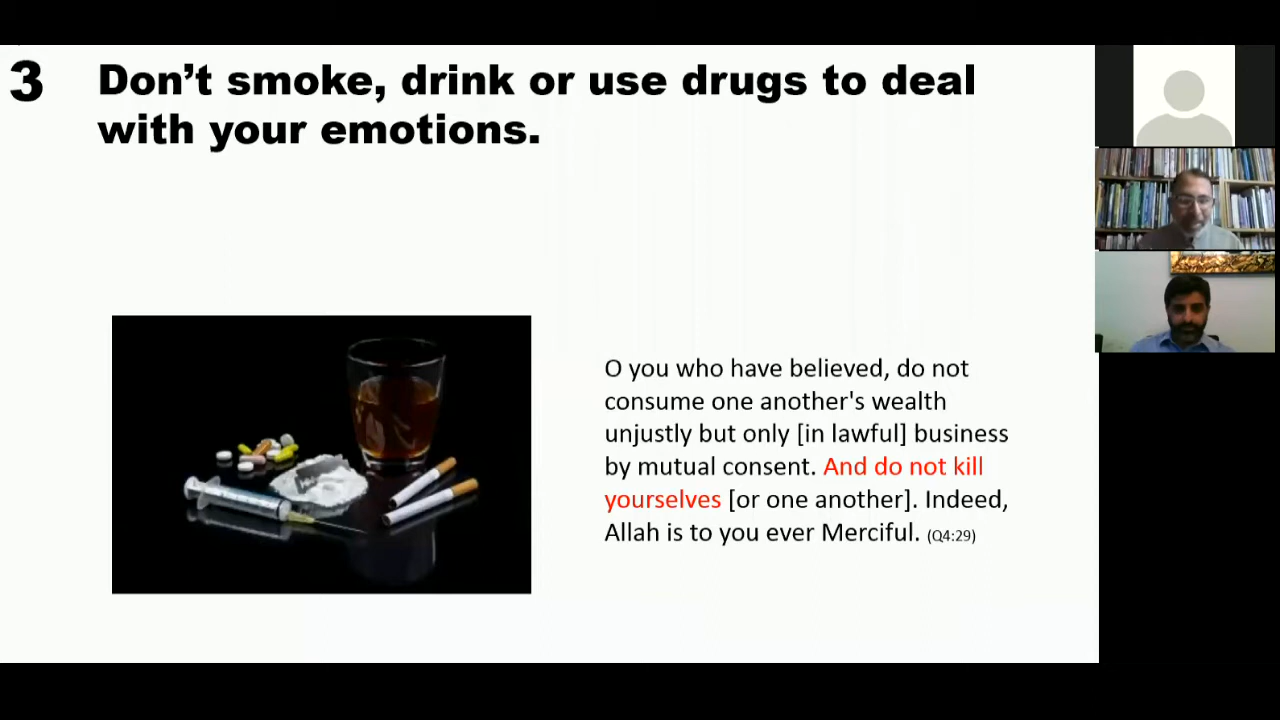 3 Don’t smoke, drink or use drugs to deal
with your emotions.
O you who have believed, do not
consume one another's wealth
unjustly but only [in lawful] business
by mutual consent. And do not kill
yourselves [or one another]. Indeed,
Allah is to you ever Merciful. (Q4:29)